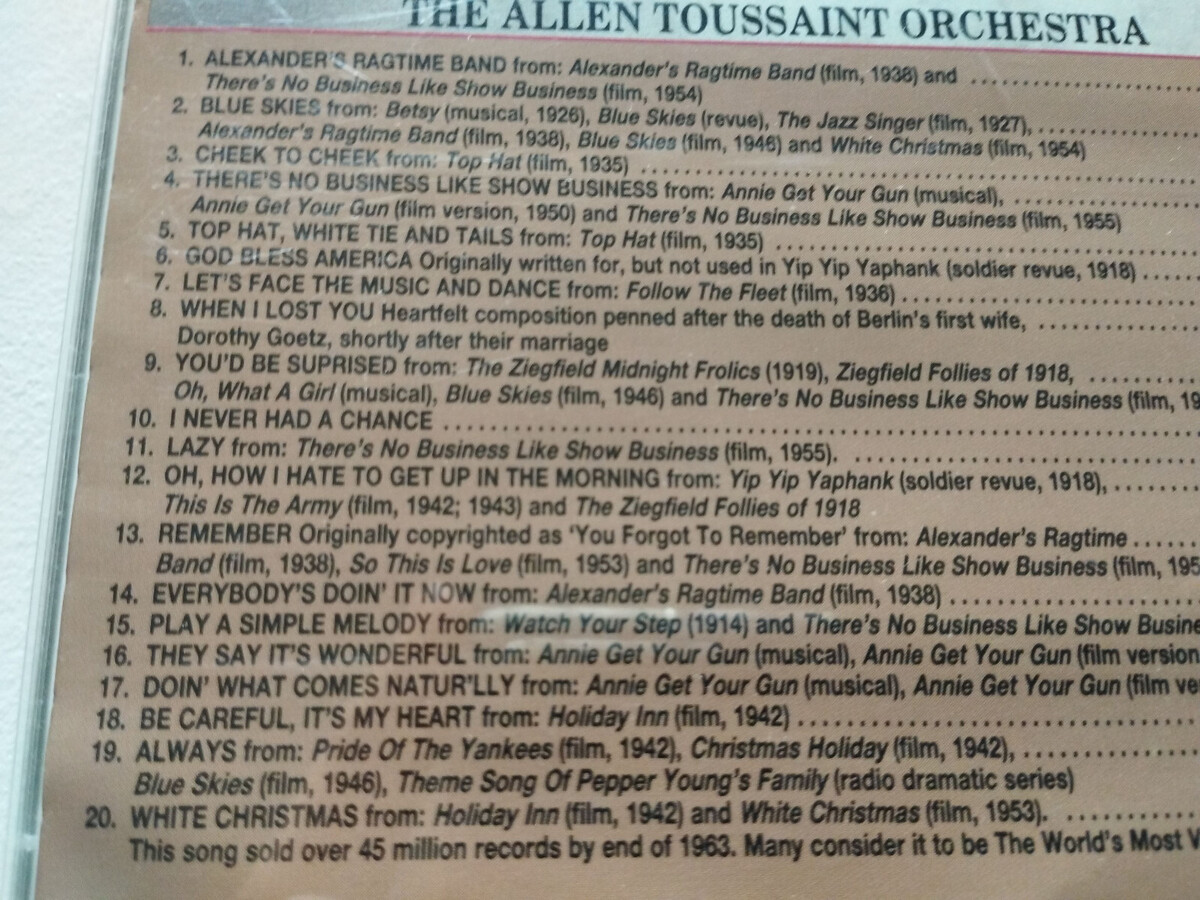 THE ALLEN TOUSSAINT ORCHESTRA
1. ALEXANDER'S RAGTIME BAND from: Alexander's Ragtime Band (film, 1938) and ..............
There's No Business Like Show Business (film, 1954)
2. BLUE SKIES from: Betsy (musical, 1926), Blue Skies (revue), The Jazz Singer (film, 1927), ..........
Alexander's Ragtime Band (film, 1938), Blue Skies (film, 1946) and White Christmas (film, 1954)
3. CHEEK TO CHEEK from: Top Hat (film, 1935) ..............
4. THERE'S NO BUSINESS LIKE SHOW BUSINESS from: Annie Get Your Gun (musical), ..............
Annie Get Your Gun (film version, 1950) and There's No Business Like Show Business (film, 1955)
5. TOP HAT, WHITE TIE AND TAILS from: Top Hat (film, 1935) ..............
6. GOD BLESS AMERICA Originally written for, but not used in Yip Yip Yaphank (soldier revue, 1918) ....
7. LET'S FACE THE MUSIC AND DANCE from: Follow The Fleet (film, 1936) ..............
8. WHEN I LOST YOU Heartfelt composition penned after the death of Berlin's first wife, ..........
Dorothy Goetz, shortly after their marriage
9. YOU'D BE SUPRISED from: The Ziegfield Midnight Frolics (1919), Ziegfield Follies of 1918, .......
Oh, What A Girl (musical), Blue Skies (film, 1946) and There's No Business Like Show Business (film, 19
10. I NEVER HAD A CHANCE ..............
11. LAZY from: There's No Business Like Show Business (film, 1955). ..............
12. OH, HOW I HATE TO GET UP IN THE MORNING from: Yip Yip Yaphank (soldier revue, 1918), .......
This Is The Army (film, 1942; 1943) and The Ziegfield Follies of 1918
13. REMEMBER Originally copyrighted as 'You Forgot To Remember' from: Alexander's Ragtime ......
Band (film, 1938), So This Is Love (film, 1953) and There's No Business Like Show Business (film, 195
14. EVERYBODY'S DOIN' IT NOW from: Alexander's Ragtime Band (film, 1938) ..............
15. PLAY A SIMPLE MELODY from: Watch Your Step (1914) and There's No Business Like Show Busine
16. THEY SAY IT'S WONDERFUL from: Annie Get Your Gun (musical), Annie Get Your Gun (film version
17. DOIN' WHAT COMES NATUR'LLY from: Annie Get Your Gun (musical), Annie Get Your Gun (film ve
18. BE CAREFUL, IT'S MY HEART from: Holiday Inn (film, 1942) ..............
19. ALWAYS from: Pride Of The Yankees (film, 1942), Christmas Holiday (film, 1942), ..............
Blue Skies (film, 1946), Theme Song Of Pepper Young's Family (radio dramatic series)
20. WHITE CHRISTMAS from: Holiday Inn (film, 1942) and White Christmas (film, 1953). ..........
This song sold over 45 million records by end of 1963. Many consider it to be The World's Most